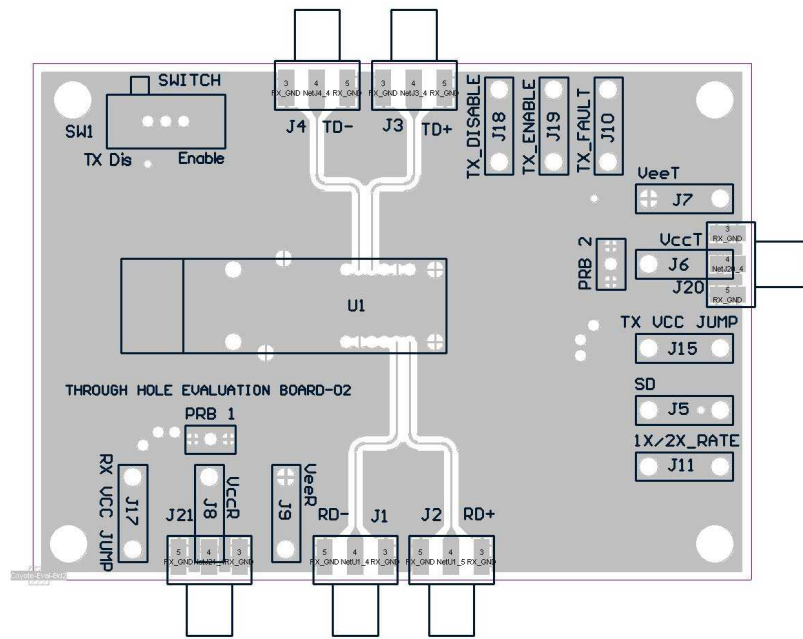 SWITCH
SW1
TX Dis Enable
3 4 5
RX_GND NetJ4_4 RX_GND
J4 TD-
3 4 5
RX_GND NetJ3_4 RX_GND
J3 TD+
TX_DISABLE
J18
TX_ENABLE
J19
TX_FAULT
J10
VeeT
J7
VccT
J6
J20
3
RX_GND
4
NetJ20_4
5
RX_GND
PRB 2
U1
TX VCC JUMP
J15
SD
J5
1X/2X_RATE
J11
THROUGH HOLE EVALUATION BOARD-02
PRB 1
RX VCC JUMP
J17
J21
VccR
J8
VeeR
J9
RD- J1
J2 RD+
5 4 3
RX_GND NetJ21_4 RX_GND
5 4 3
RX_GND NetU1_4 RX_GND
5 4 3
RX_GND NetU1_5 RX_GND